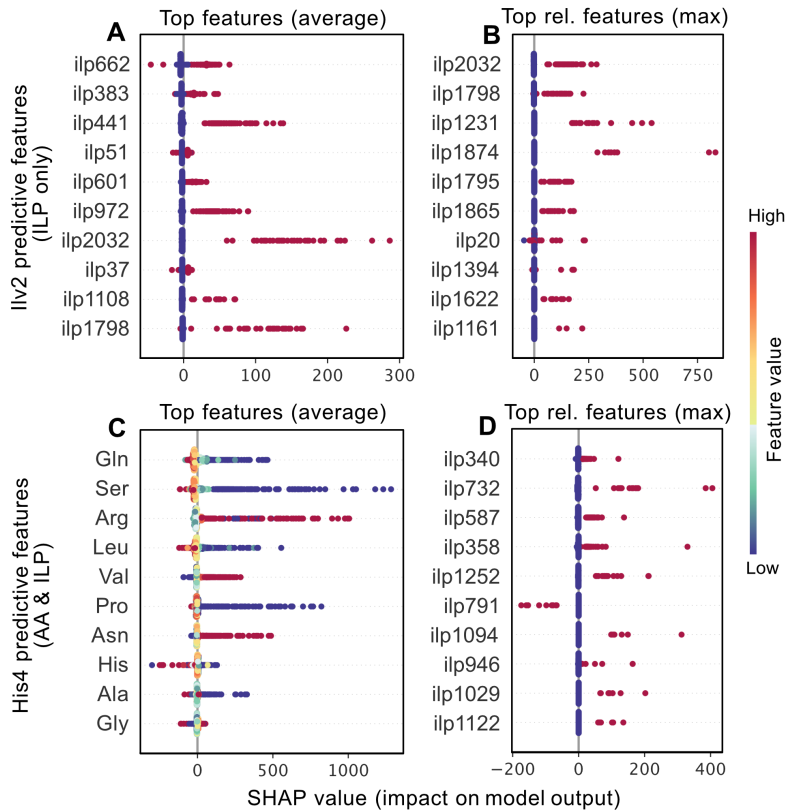 A
Top features (average)
B
Top rel. features (max)
Ilv2 predictive features
(ILP only)
ilp662
ilp383
ilp441
ilp51
ilp601
ilp972
ilp2032
ilp37
ilp1108
ilp1798
0 100 200 300
ilp2032
ilp1798
ilp1231
ilp1874
ilp1795
ilp1865
ilp20
ilp1394
ilp1622
ilp1161
0 250 500 750
High
Feature value
Low
C
Top features (average)
D
Top rel. features (max)
His4 predictive features
(AA & ILP)
Gln
Ser
Arg
Leu
Val
Pro
Asn
His
Ala
Gly
0 500 1000
ilp340
ilp732
ilp587
ilp358
ilp1252
ilp791
ilp1094
ilp946
ilp1029
ilp1122
−200 0 200 400
SHAP value (impact on model output)